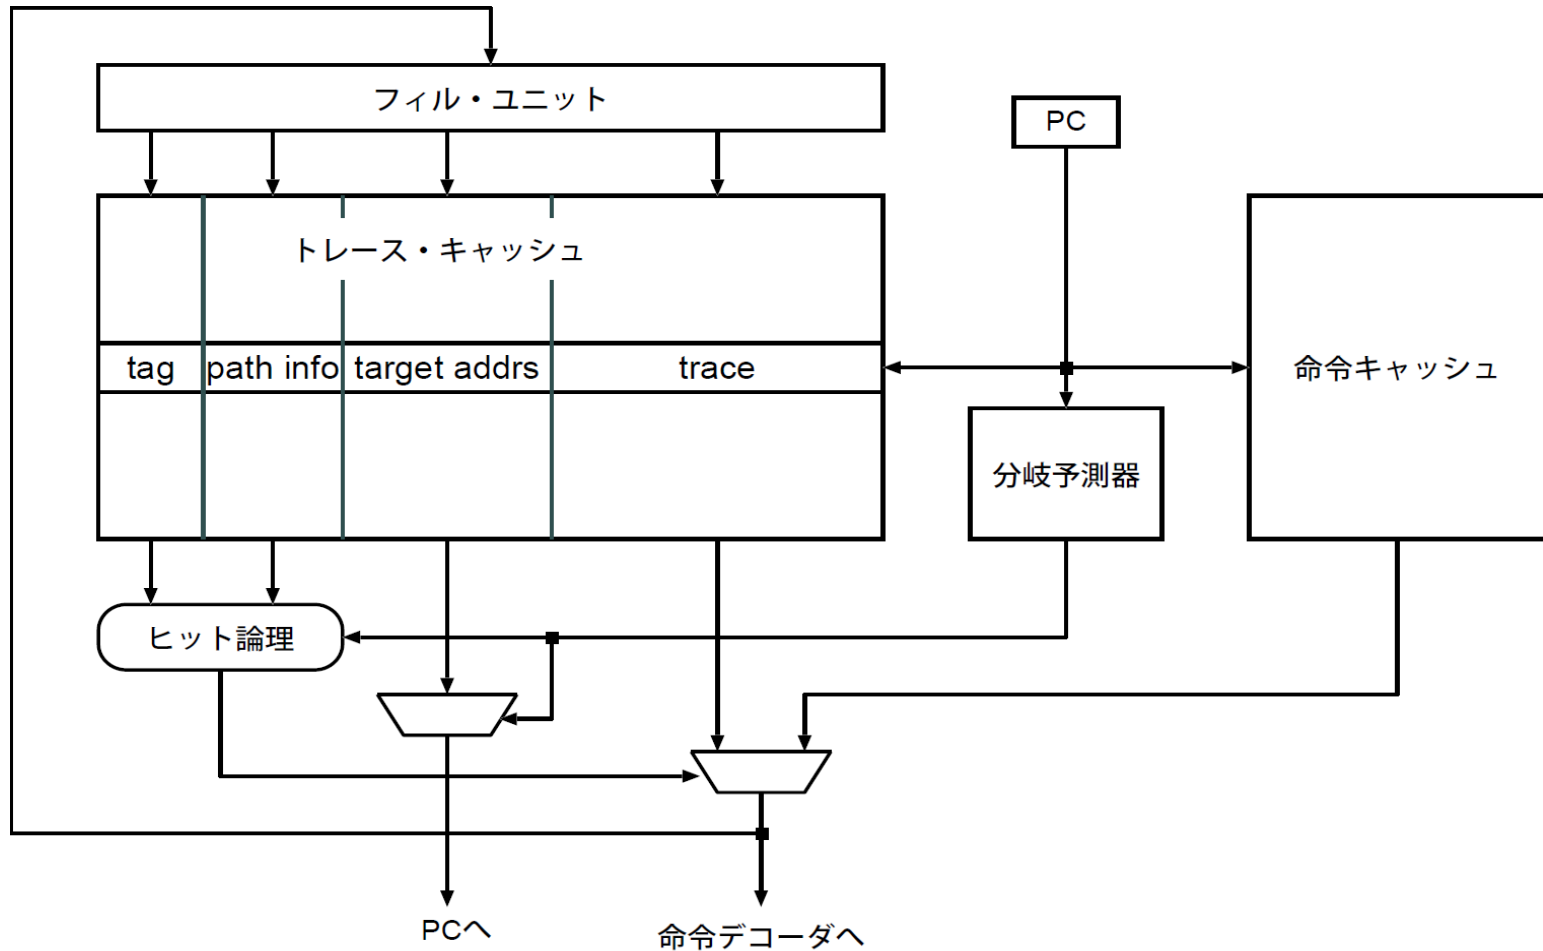 フィル・ユニット
PC
トレース・キャッシュ
tag path info target addrs trace
命令キャッシュ
分岐予測器
ヒット論理
PCへ
命令デコーダへ